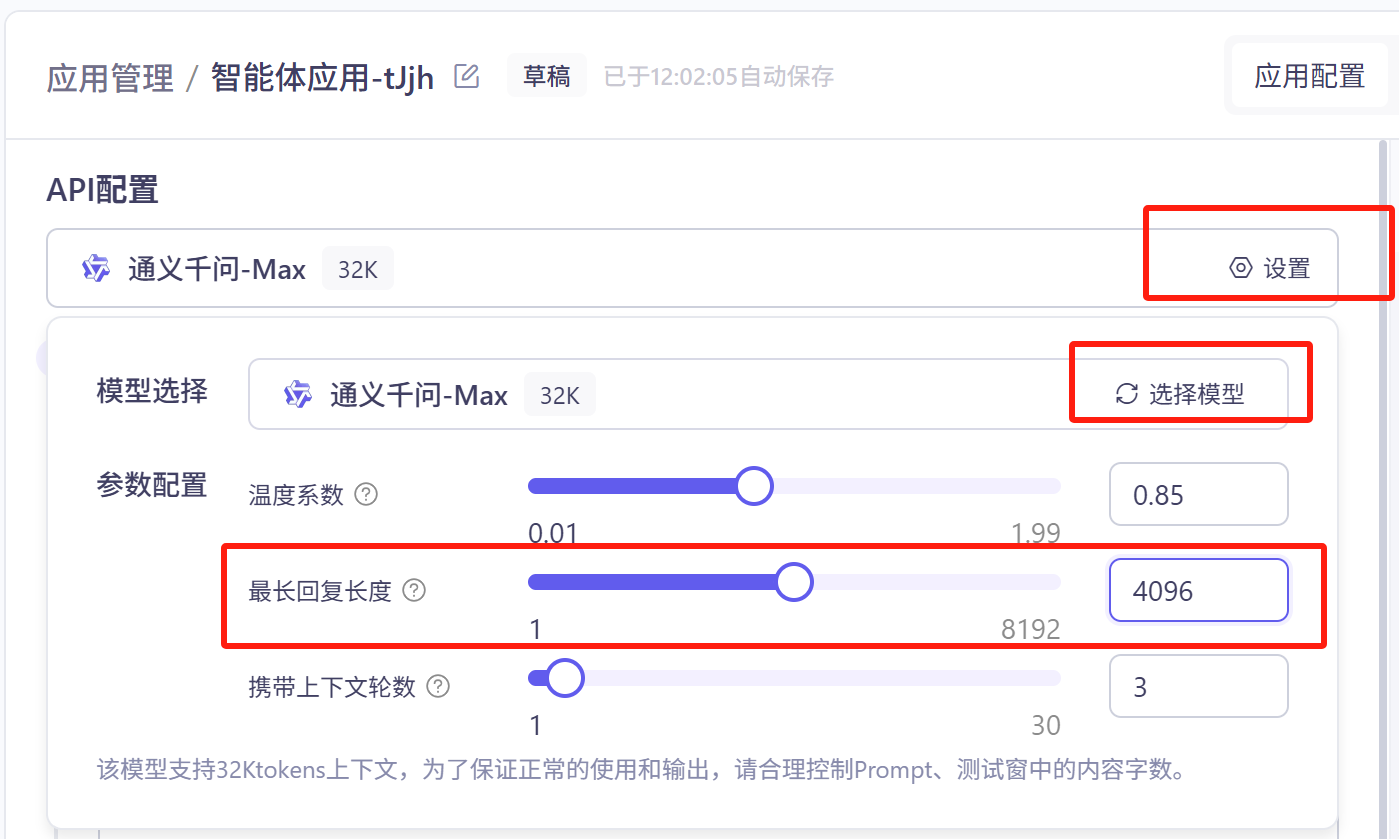 应用管理 / 智能体应用-tJjh 草稿 已于12:02:05自动保存 应用配置
API配置
通义千问-Max 32K 设置
模型选择 通义千问-Max 32K 选择模型
参数配置 温度系数 ? 0.85
0.01 1.99
最长回复长度 ? 4096
1 8192
携带上下文轮数 ? 3
1 30
该模型支持32Ktokens上下文，为了保证正常的使用和输出，请合理控制Prompt、测试窗中的内容字数。